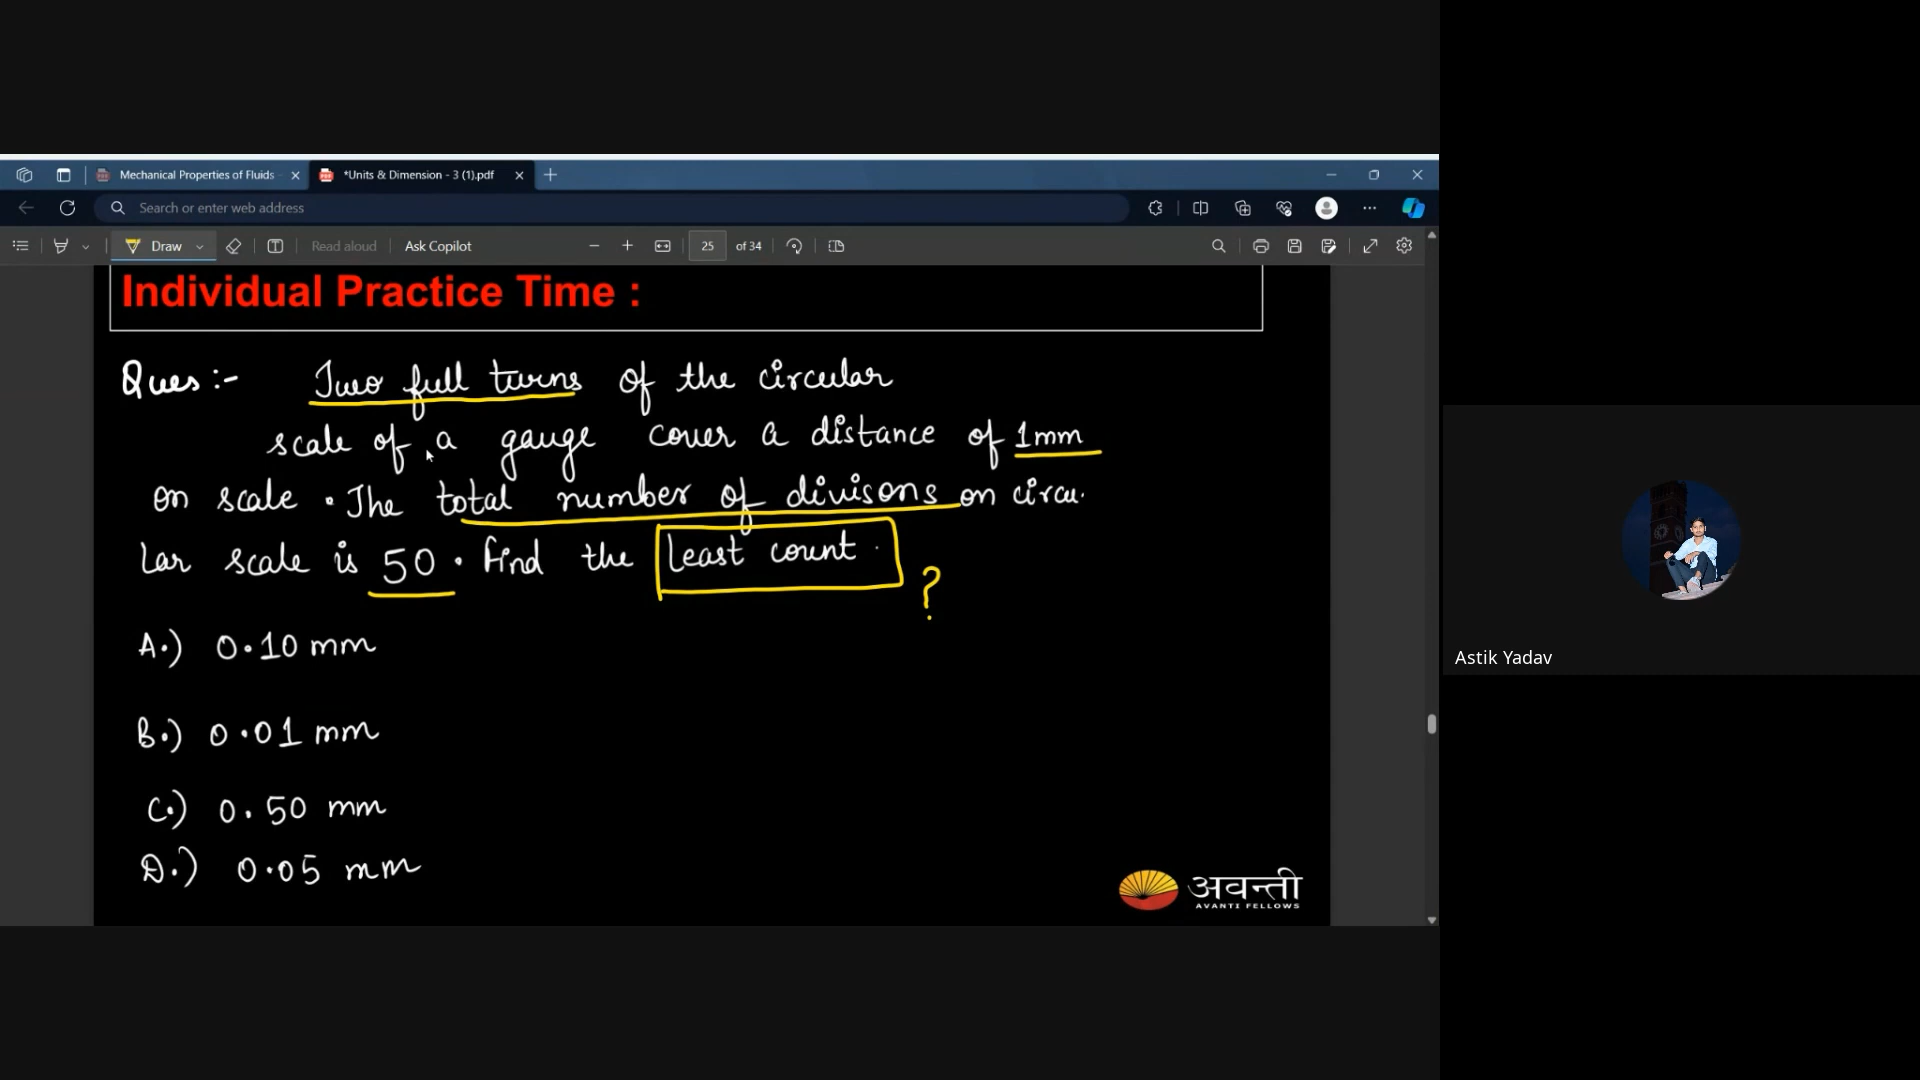 Mechanical Properties of Fluids
*Units & Dimension - 3 (1).pdf
Search or enter web address
Draw
Read aloud
Ask Copilot
25
of 34
Individual Practice Time :
Ques :- Two full turns of the circular
scale of a gauge cover a distance of 1mm
on scale . The total number of divisons on circu.
lar scale is 50 . Find the least count . ?
A.) 0.10 mm
B.) 0.01 mm
C.) 0.50 mm
D.) 0.05 mm
अवन्ती
AVANTI FELLOWS
Astik Yadav